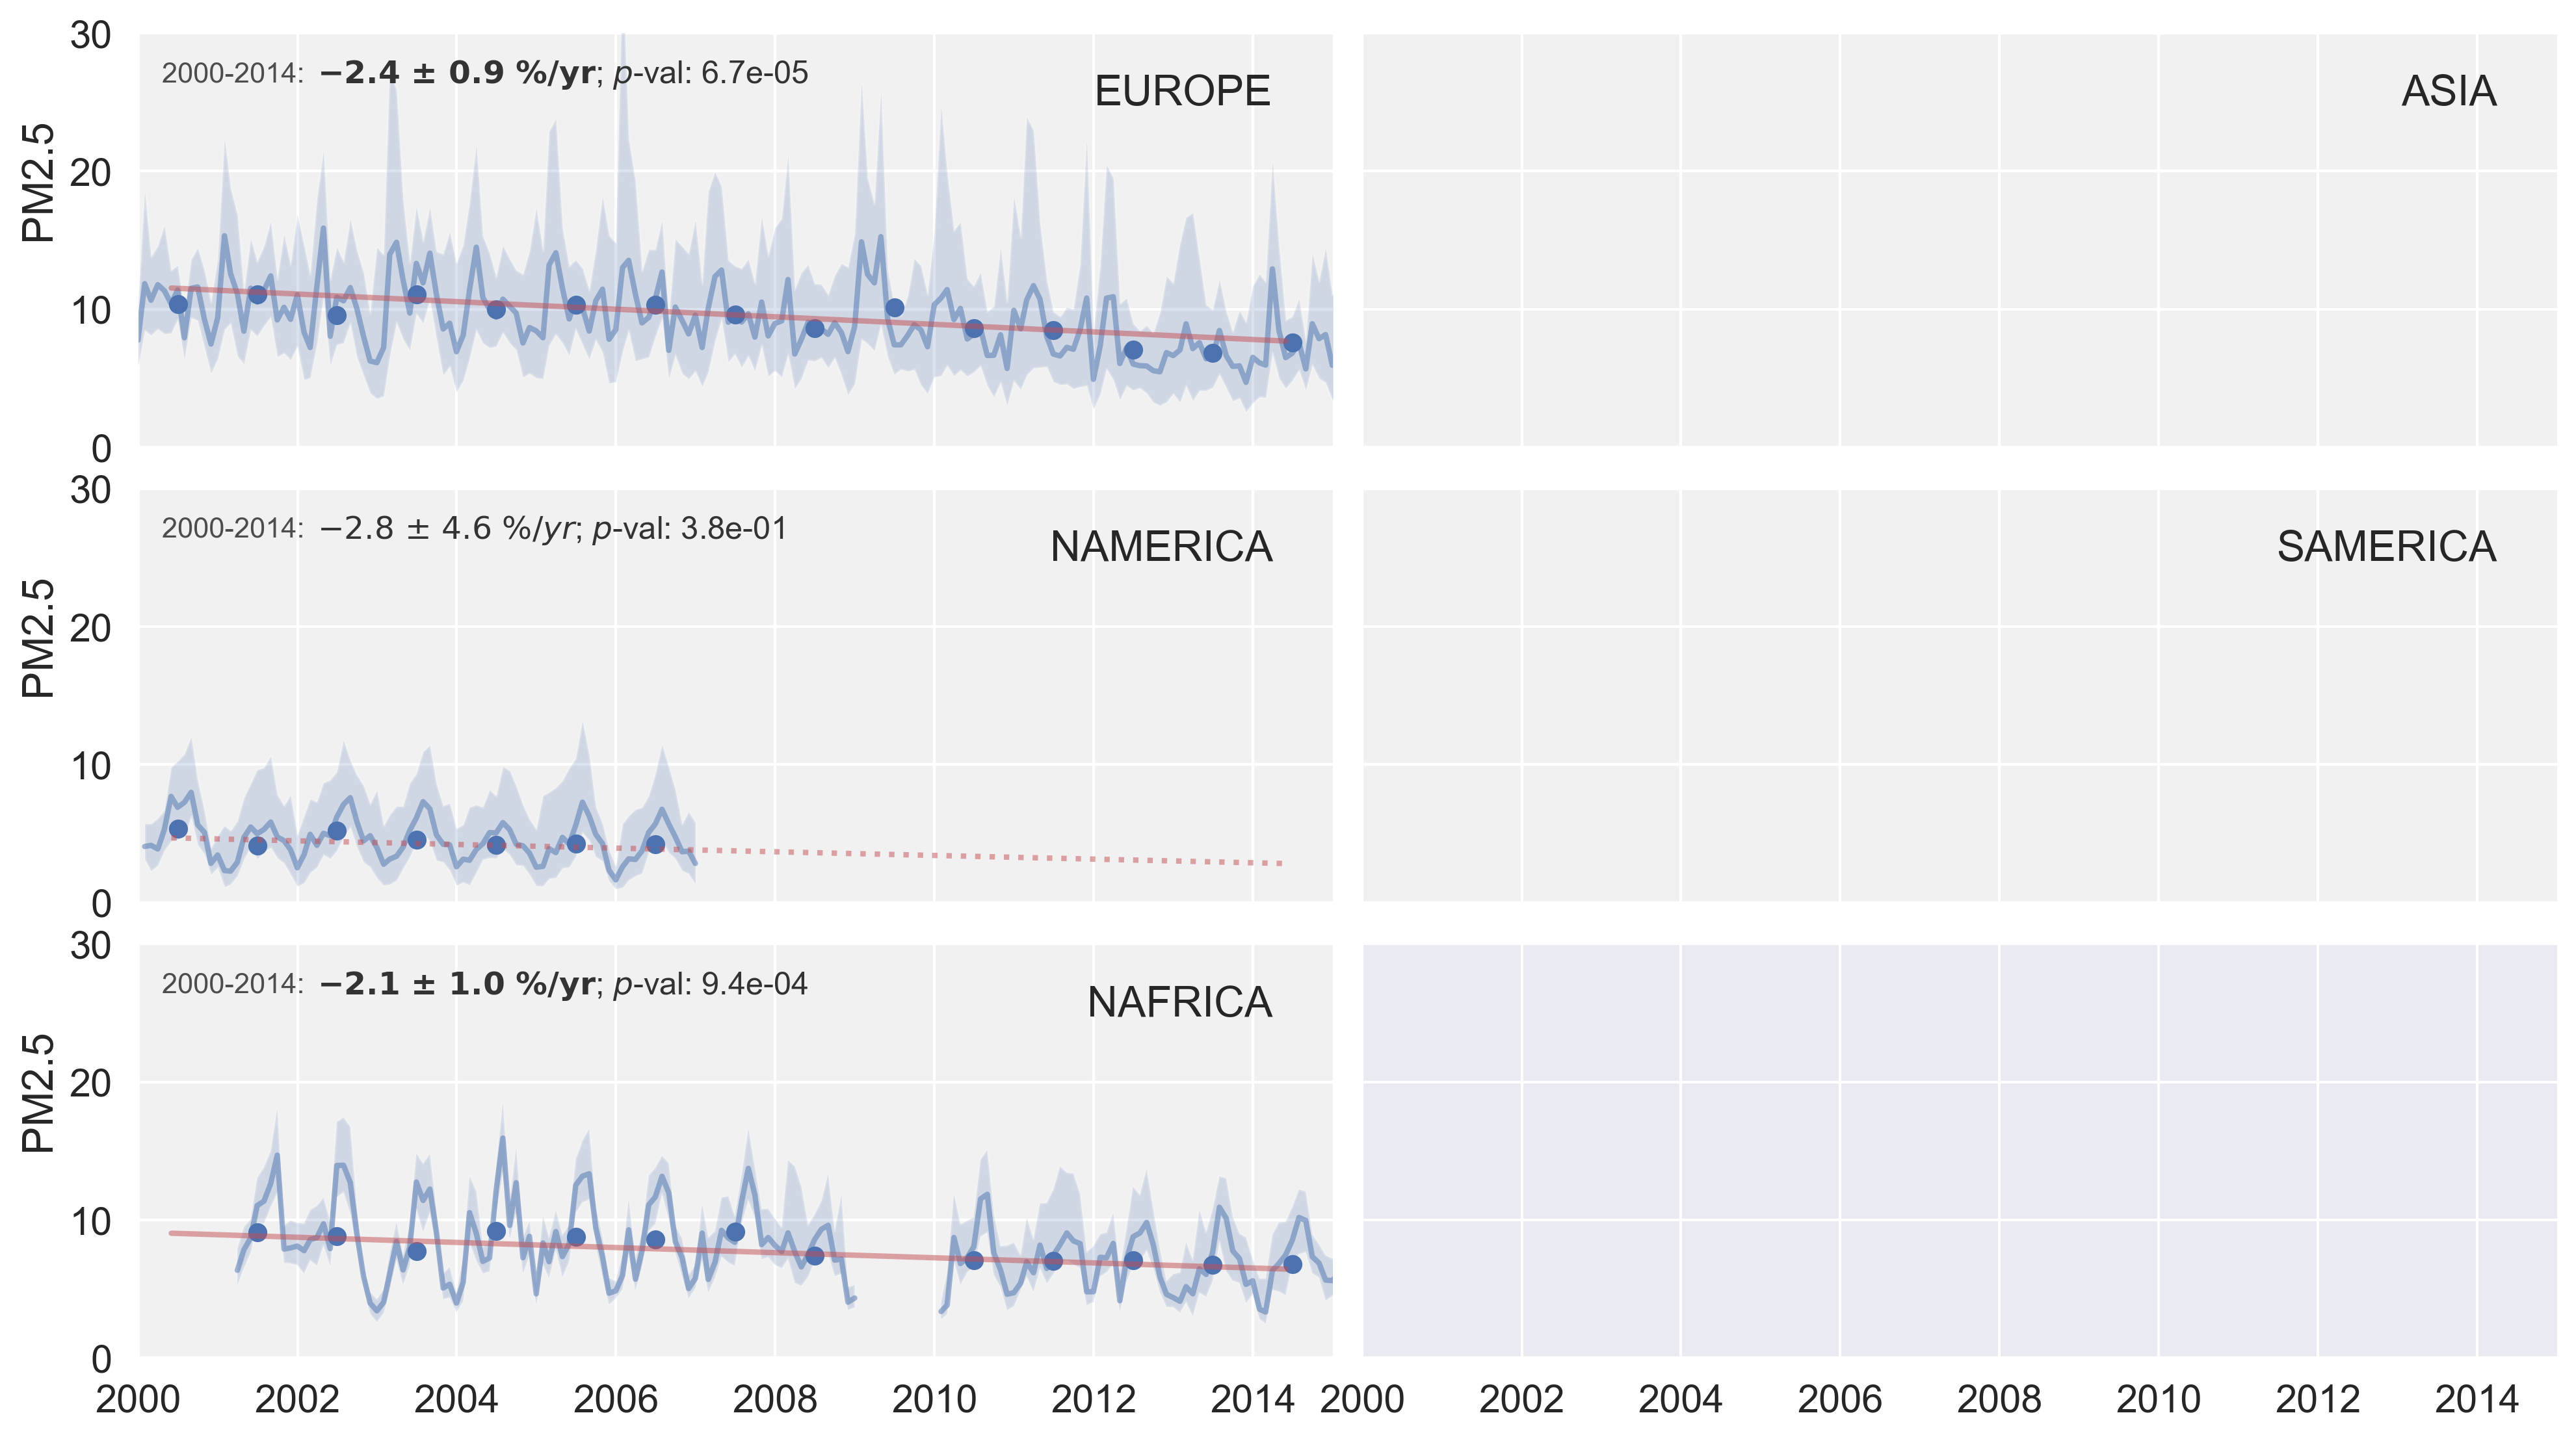 30
2000-2014: −2.4 ± 0.9 %/yr; p-val: 6.7e-05
EUROPE
ASIA
20
PM2.5
10
0
30
2000-2014: −2.8 ± 4.6 %/yr; p-val: 3.8e-01
NAMERICA
SAMERICA
20
PM2.5
10
0
30
2000-2014: −2.1 ± 1.0 %/yr; p-val: 9.4e-04
NAFRICA
20
PM2.5
10
0
2000 2002 2004 2006 2008 2010 2012 2014 2000 2002 2004 2006 2008 2010 2012 2014